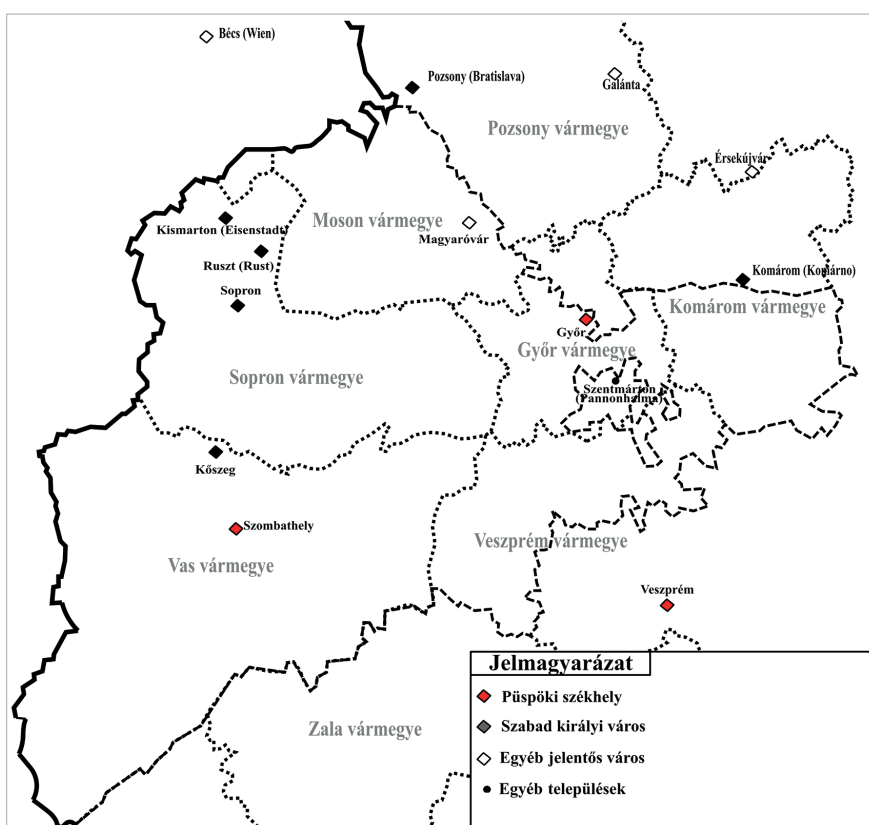 Bécs (Wien)
Pozsony (Bratislava)
Galánta
Pozsony vármegye
Érsekújvár
Moson vármegye
Magyaróvár
Kismarton (Eisenstadt)
Ruszt (Rust)
Sopron
Komárom (Komárno)
Komárom vármegye
Győr
Győr vármegye
Sopron vármegye
Szentmárton
(Pannonhalma)
Kőszeg
Szombathely
Vas vármegye
Veszprém vármegye
Veszprém
Zala vármegye
Jelmagyarázat
Püspöki székhely
Szabad királyi város
Egyéb jelentős város
Egyéb települések